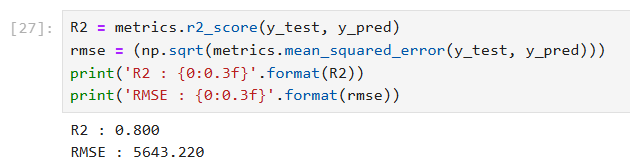 [27]: R2 = metrics.r2_score(y_test, y_pred)
rmse = (np.sqrt(metrics.mean_squared_error(y_test, y_pred)))
print('R2 : {0:0.3f}'.format(R2))
print('RMSE : {0:0.3f}'.format(rmse))
R2 : 0.800
RMSE : 5643.220